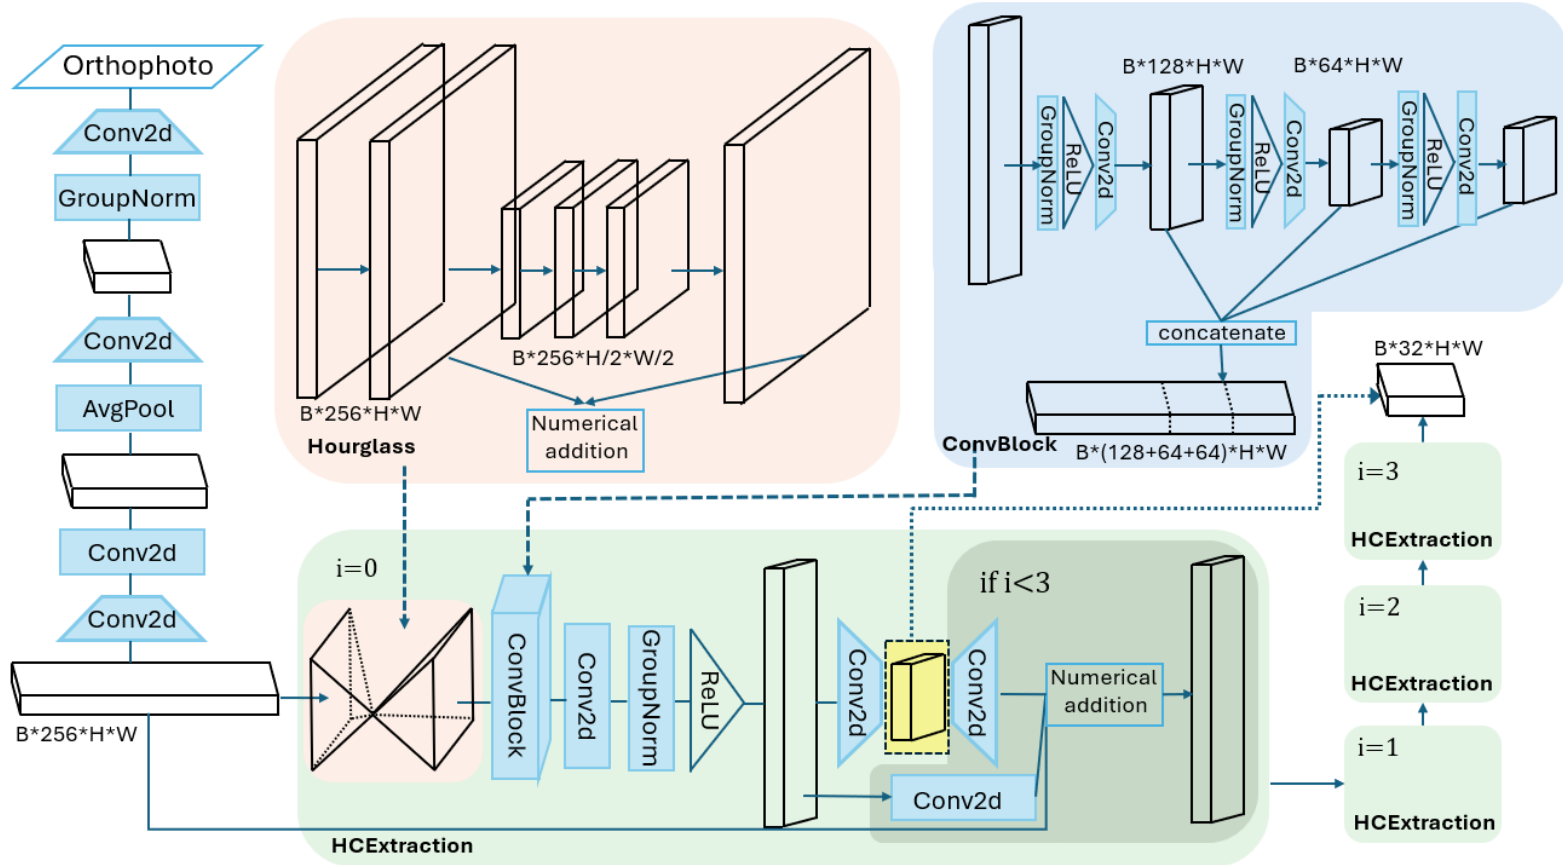 Orthophoto
Conv2d
GroupNorm
Conv2d
AvgPool
Conv2d
Conv2d
B*256*H*W
B*256*H*W
Hourglass
B*256*H/2*W/2
Numerical
addition
B*128*H*W
B*64*H*W
GroupNorm
ReLU
Conv2d
GroupNorm
ReLU
Conv2d
GroupNorm
ReLU
Conv2d
concatenate
ConvBlock
B*(128+64+64)*H*W
B*32*H*W
i=3
HCExtraction
i=2
HCExtraction
i=1
HCExtraction
i=0
ConvBlock
Conv2d
GroupNorm
ReLU
Conv2d
if i<3
Conv2d
Numerical
addition
Conv2d
HCExtraction